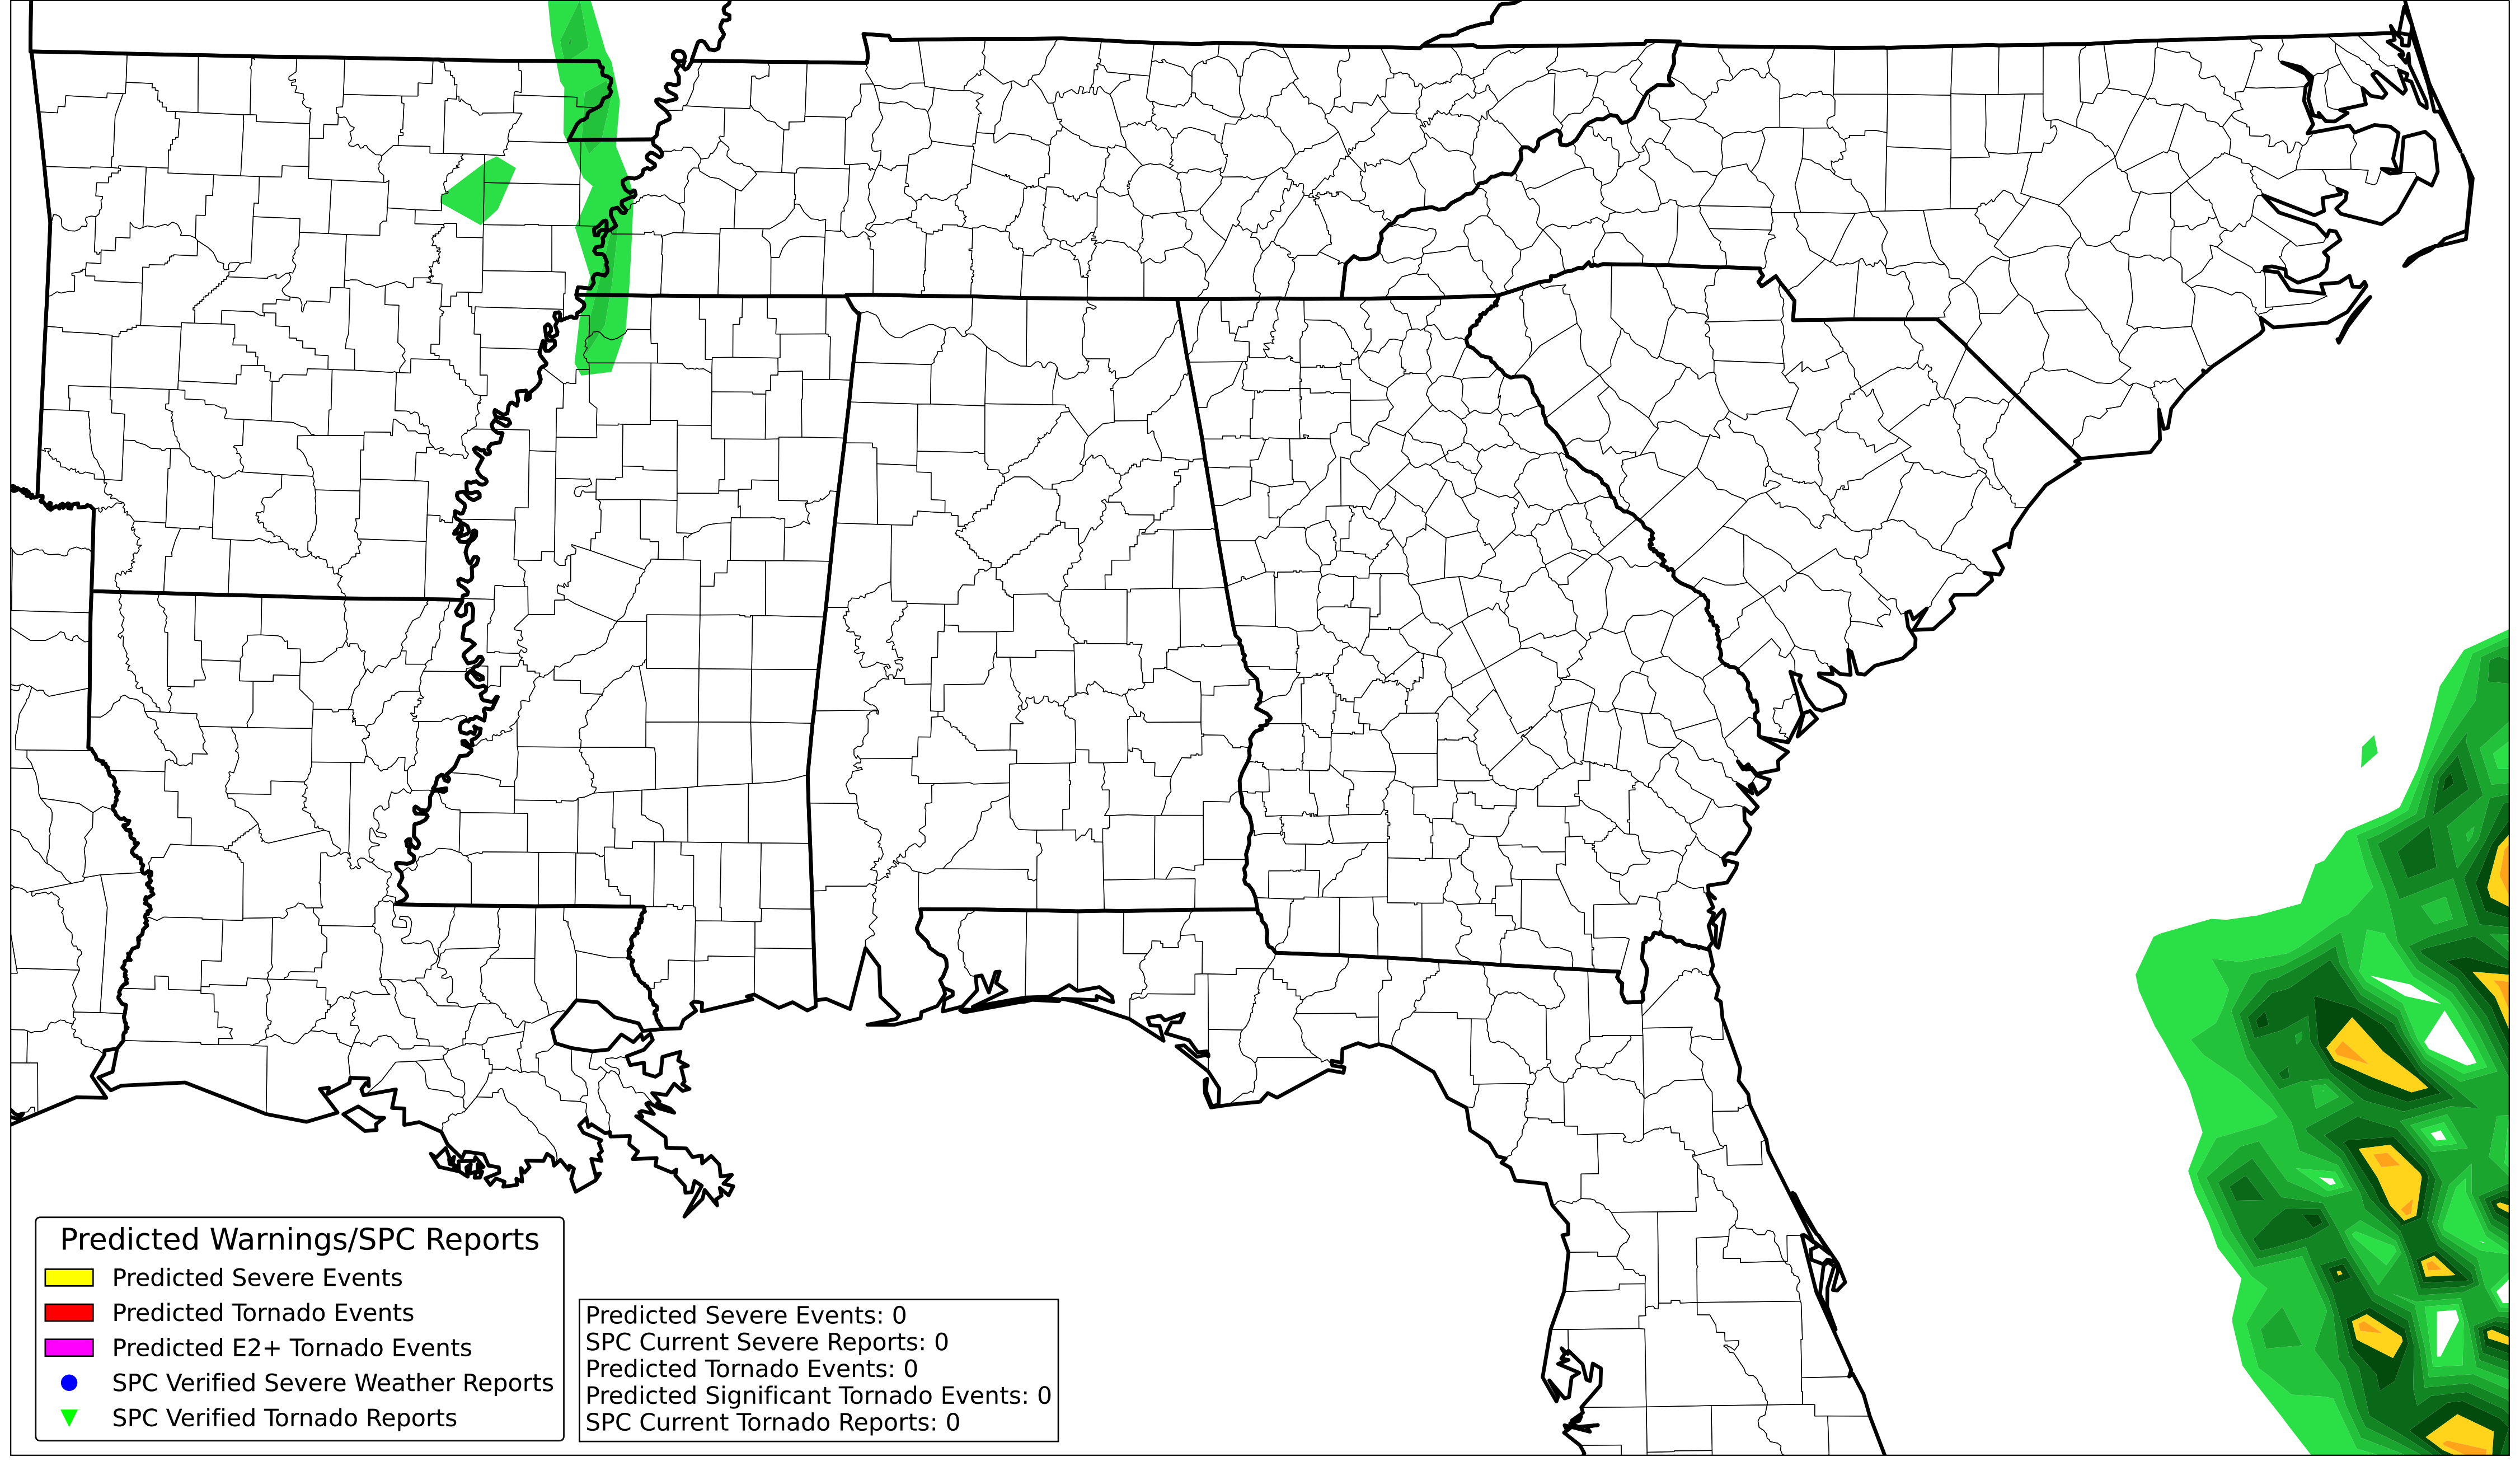 Predicted Warnings/SPC Reports
Predicted Severe Events
Predicted Tornado Events
Predicted E2+ Tornado Events
SPC Verified Severe Weather Reports
SPC Verified Tornado Reports
Predicted Severe Events: 0
SPC Current Severe Reports: 0
Predicted Tornado Events: 0
Predicted Significant Tornado Events: 0
SPC Current Tornado Reports: 0